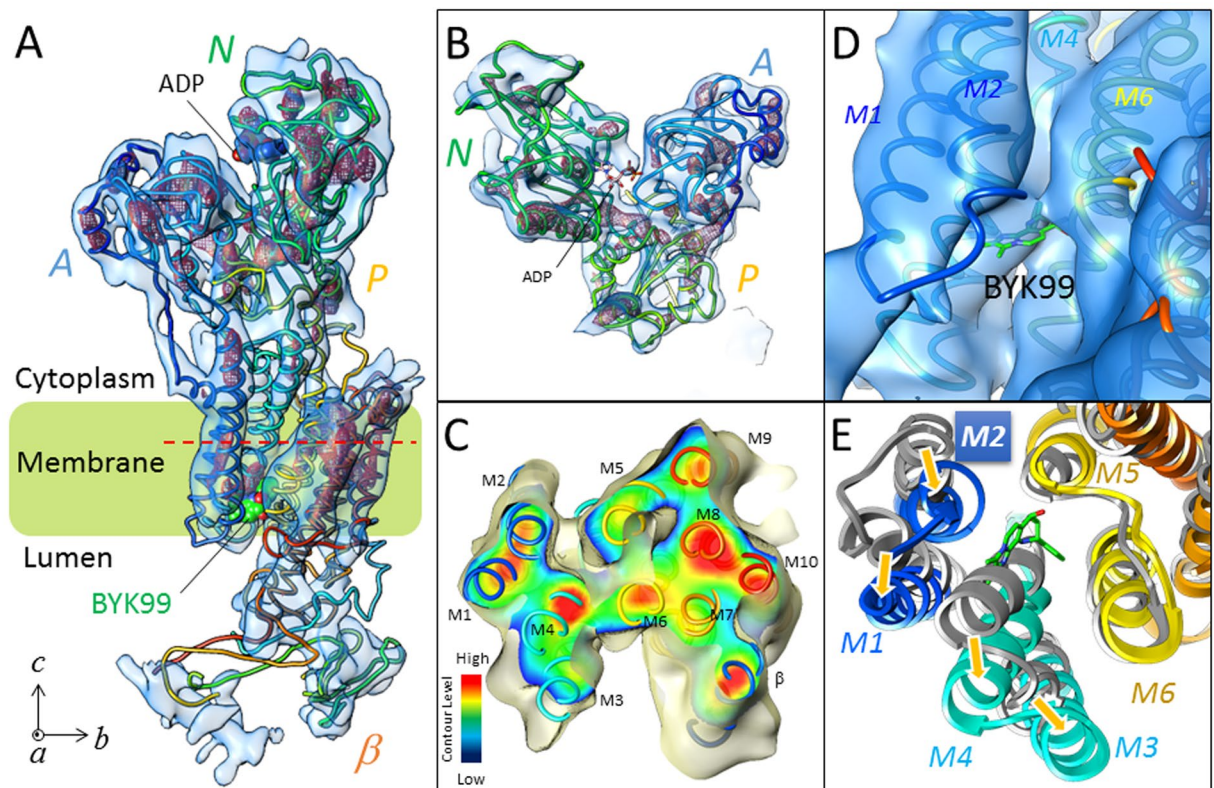 A
N
ADP
A
P
Cytoplasm
Membrane
Lumen
BYK99
c
a
b
β
B
N
A
ADP
P
C
M9
M5
M2
M8
M10
M1
M4
M6
M7
M3
β
High
Contour Level
Low
D
M4
M2
M1
M6
BYK99
E
M2
M5
M1
M6
M4
M3